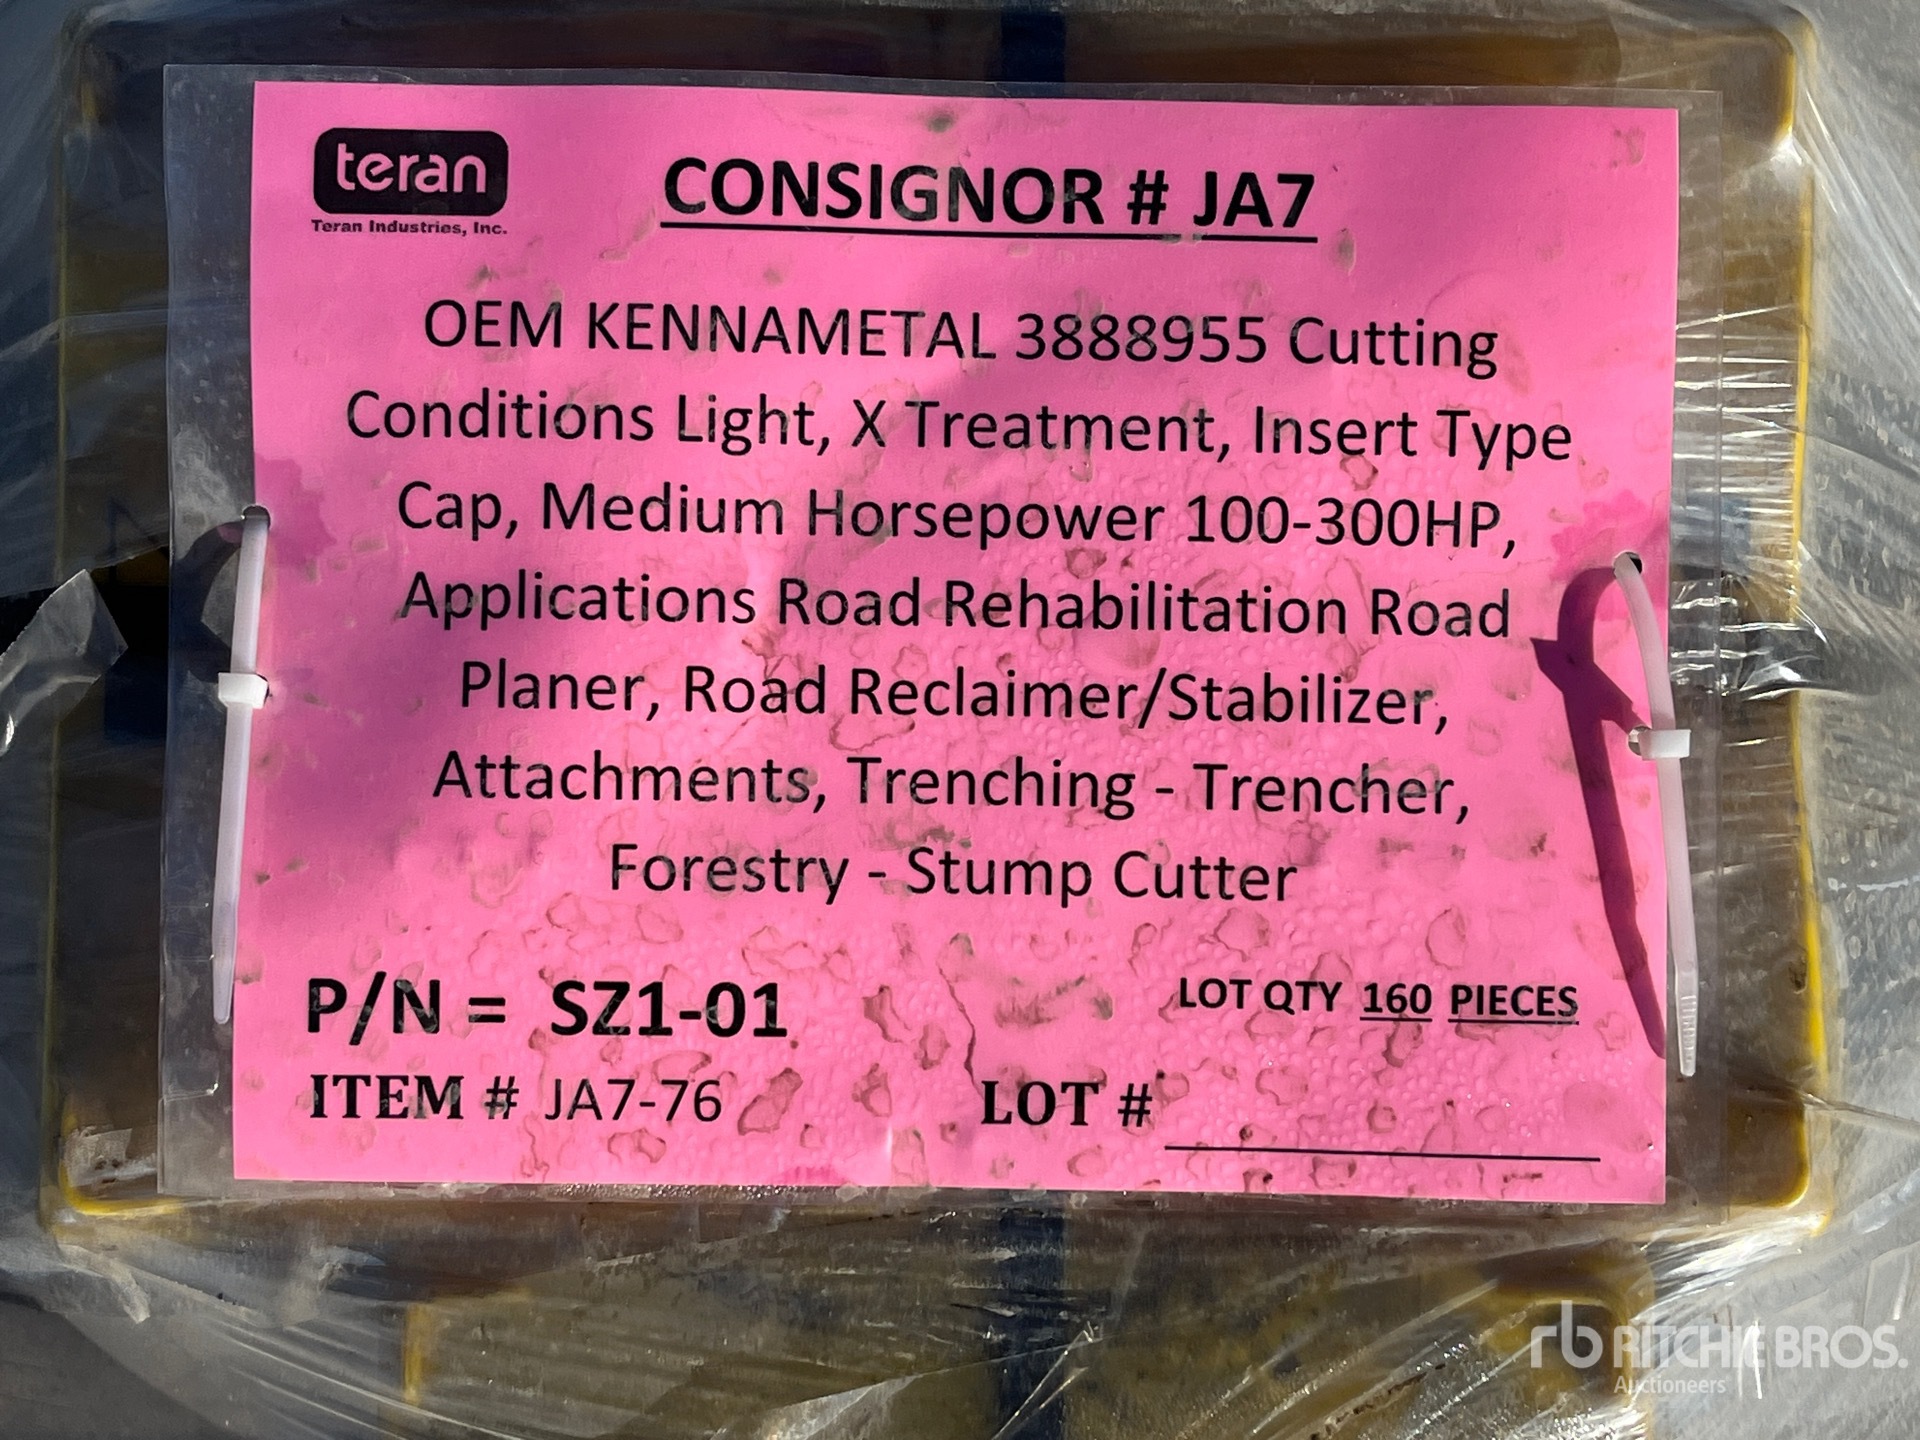 teran
Teran Industries, Inc.
CONSIGNOR # JA7
OEM KENNAMETAL 3888955 Cutting
Conditions Light, X Treatment, Insert Type
Cap, Medium Horsepower 100-300HP,
Applications Road Rehabilitation Road
Planer, Road Reclaimer/Stabilizer,
Attachments, Trenching - Trencher,
Forestry - Stump Cutter
P/N = SZ1-01
LOT QTY 160 PIECES
ITEM # JA7-76
LOT #
rb RITCHIE BROS.
Auctioneers